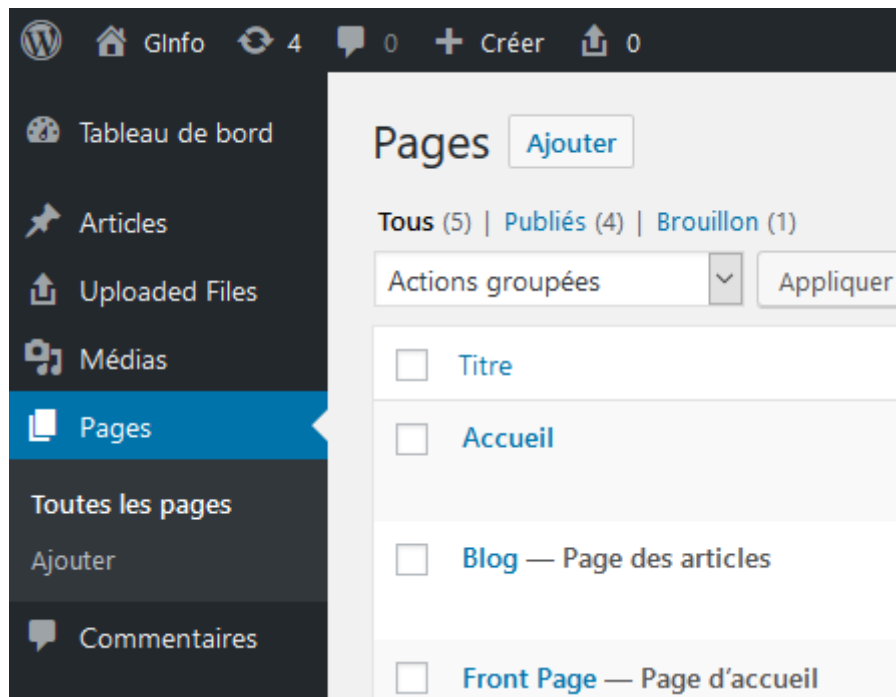 GInfo 4 0 + Créer 0
Tableau de bord
Articles
Uploaded Files
Médias
Pages
Toutes les pages
Ajouter
Commentaires
Pages Ajouter
Tous (5) | Publiés (4) | Brouillon (1)
Actions groupées Appliquer
Titre
Accueil
Blog — Page des articles
Front Page — Page d’accueil